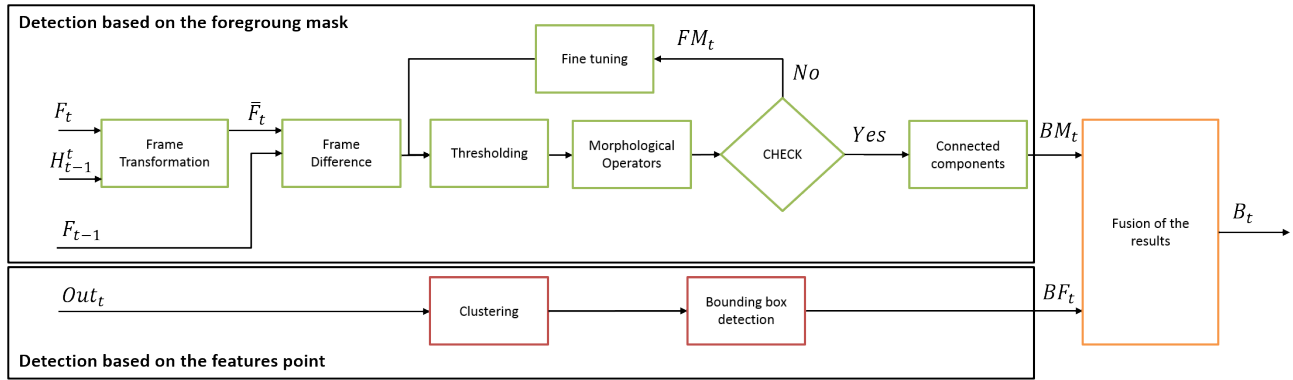 Detection based on the foregroung mask
Fine tuning
FM_t
No
F_t
H^t_{t-1}
Frame
Transformation
F̅_t
F_{t-1}
Frame
Difference
Thresholding
Morphological
Operators
CHECK
Yes
Connected
components
BM_t
Fusion of the
results
B_t
Out_t
Clustering
Bounding box
detection
BF_t
Detection based on the features point